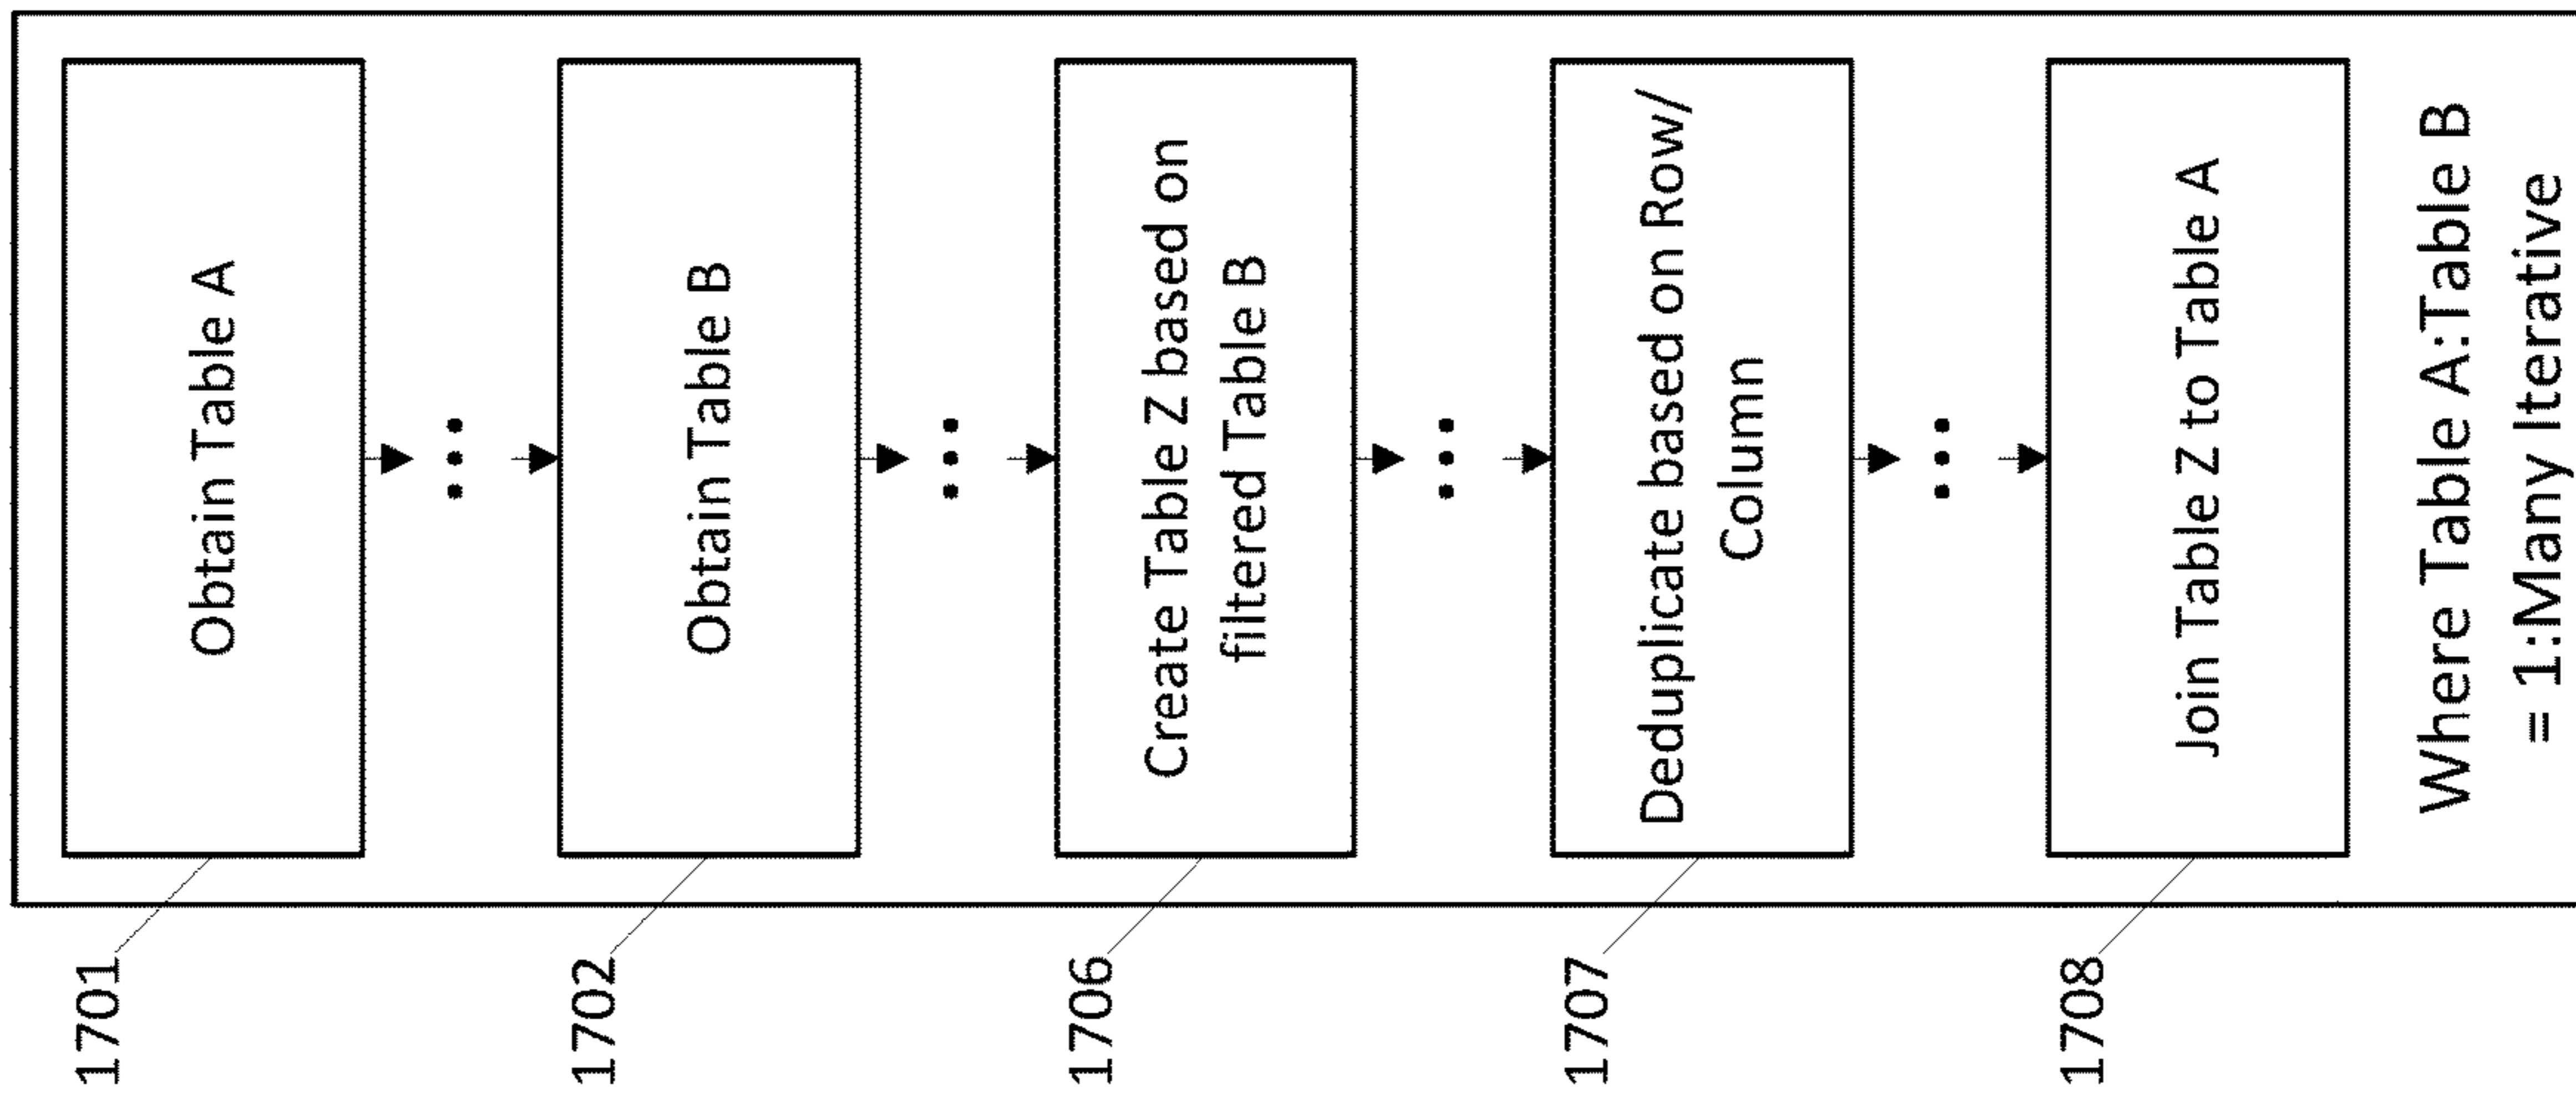 1701
Obtain Table A
1702
Obtain Table B
1706
Create Table Z based on
filtered Table B
1707
Deduplicate based on Row/
Column
1708
Join Table Z to Table A
Where Table A:Table B
= 1:Many Iterative